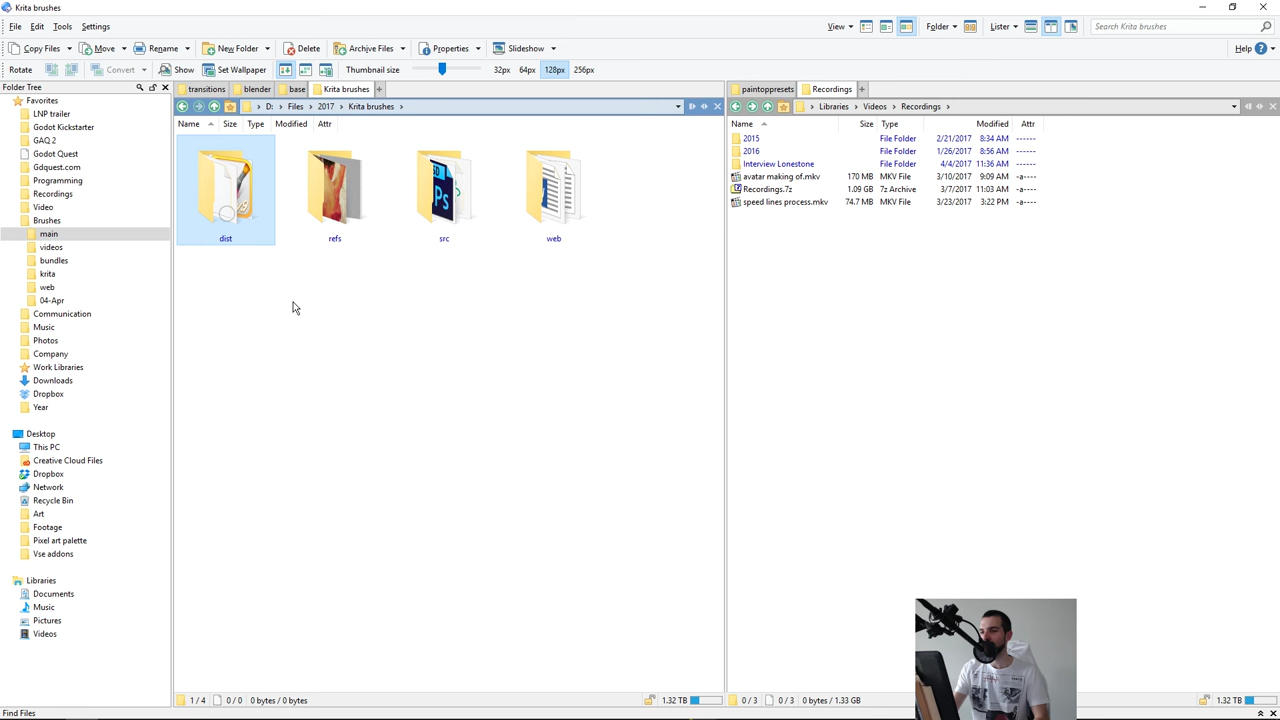 Krita brushes
File Edit Tools Settings View Folder Lister Search Krita brushes
Copy Files Move Rename New Folder Delete Archive Files Properties Slideshow Help
Rotate Convert Show Set Wallpaper Thumbnail size 32px 64px 128px 256px
Folder Tree
Favorites
LNP trailer
Godot Kickstarter
GAQ 2
Godot Quest
Gdquest.com
Programming
Recordings
Video
Brushes
main
videos
bundles
krita
web
04-Apr
Communication
Music
Photos
Company
Work Libraries
Downloads
Dropbox
Year
Desktop
This PC
Creative Cloud Files
Dropbox
Network
Recycle Bin
Art
Footage
Pixel art palette
Vse addons
Libraries
Documents
Music
Pictures
Videos
transitions blender base Krita brushes +
D: Files 2017 Krita brushes
Name Size Type Modified Attr
dist refs src web
1 / 4 0 / 0 0 bytes / 0 bytes 1.32 TB
paintoppresets Recordings +
Libraries Videos Recordings
Name Size Type Modified Attr
2015 File Folder 2/21/2017 8:34 AM ------
2016 File Folder 1/26/2017 8:56 AM ------
Interview Lonestone File Folder 4/4/2017 11:36 AM ------
avatar making of.mkv 170 MB MKV File 3/10/2017 9:09 AM -a----
Recordings.7z 1.09 GB 7z Archive 3/7/2017 11:03 AM -a----
speed lines process.mkv 74.7 MB MKV File 3/23/2017 3:22 PM -a----
0 / 3 0 / 3 0 bytes / 1.33 GB 1.32 TB
Find Files